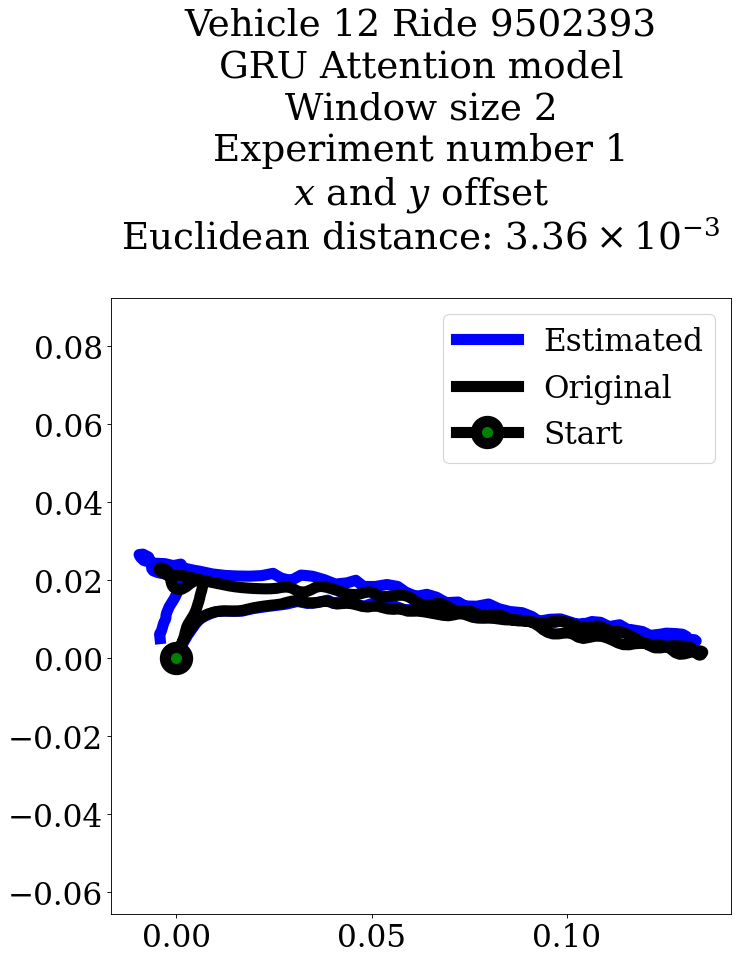 Vehicle 12 Ride 9502393
GRU Attention model
Window size 2
Experiment number 1
x and y offset
Euclidean distance: 3.36 × 10⁻³
Estimated
Original
Start
0.08
0.06
0.04
0.02
0.00
−0.02
−0.04
−0.06
0.00 0.05 0.10